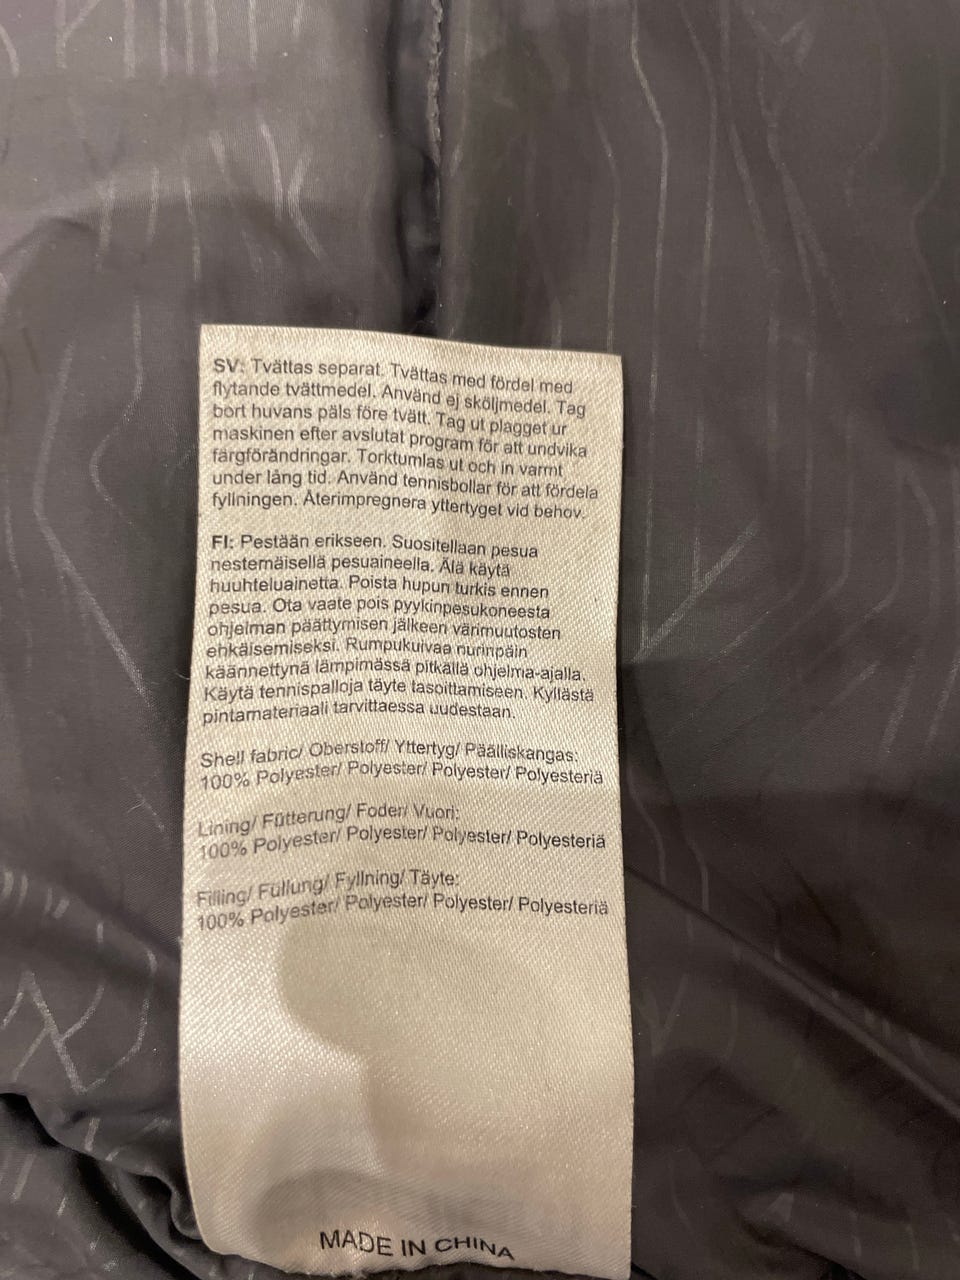 SV: Tvättas separat. Tvättas med fördel med
flytande tvättmedel. Använd ej sköljmedel. Tag
bort huvans päls före tvätt. Tag ut plagget ur
maskinen efter avslutat program för att undvika
färgförändringar. Torktumlas ut och in varmt
under lång tid. Använd tennisbollar för att fördela
fyllningen. Återimpregnera yttertyget vid behov.
FI: Pestään erikseen. Suositellaan pesua
nestemäisellä pesuaineella. Älä käytä
huuhteluainetta. Poista hupun turkis ennen
pesua. Ota vaate pois pyykinpesukoneesta
ohjelman päättymisen jälkeen värimuutosten
ehkäisemiseksi. Rumpukuivaa nurinpäin
käännettynä lämpimässä pitkällä ohjelma-ajalla.
Käytä tennispalloja täyte tasoittamiseen. Kyllästä
pintamateriaali tarvittaessa uudestaan.
Shell fabric/ Oberstoff/ Yttertyg/ Päälliskangas:
100% Polyester/ Polyester/ Polyester/ Polyesteriä
Lining/ Fütterung/ Foder/ Vuori:
100% Polyester/ Polyester/ Polyester/ Polyesteriä
Filling/ Füllung/ Fyllning/ Täyte:
100% Polyester/ Polyester/ Polyester/ Polyesteriä
MADE IN CHINA